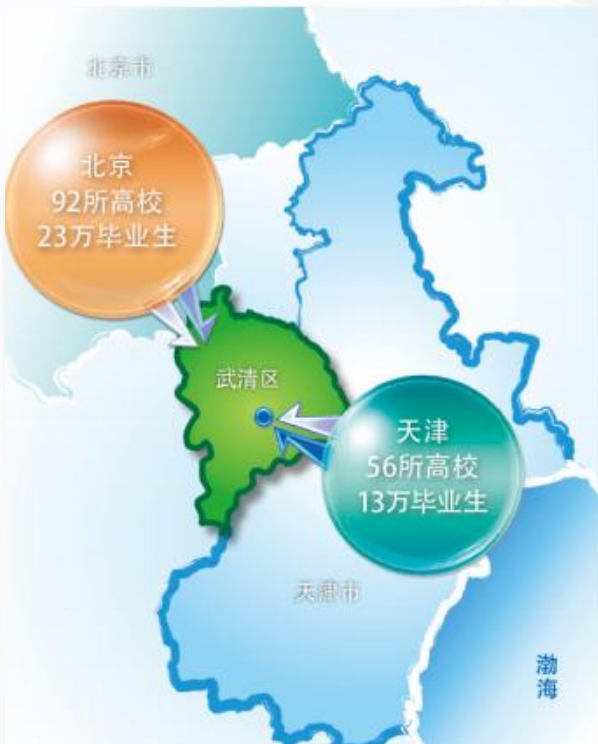 北京市
北京
92所高校
23万毕业生
武清区
天津
56所高校
13万毕业生
天津市
渤海